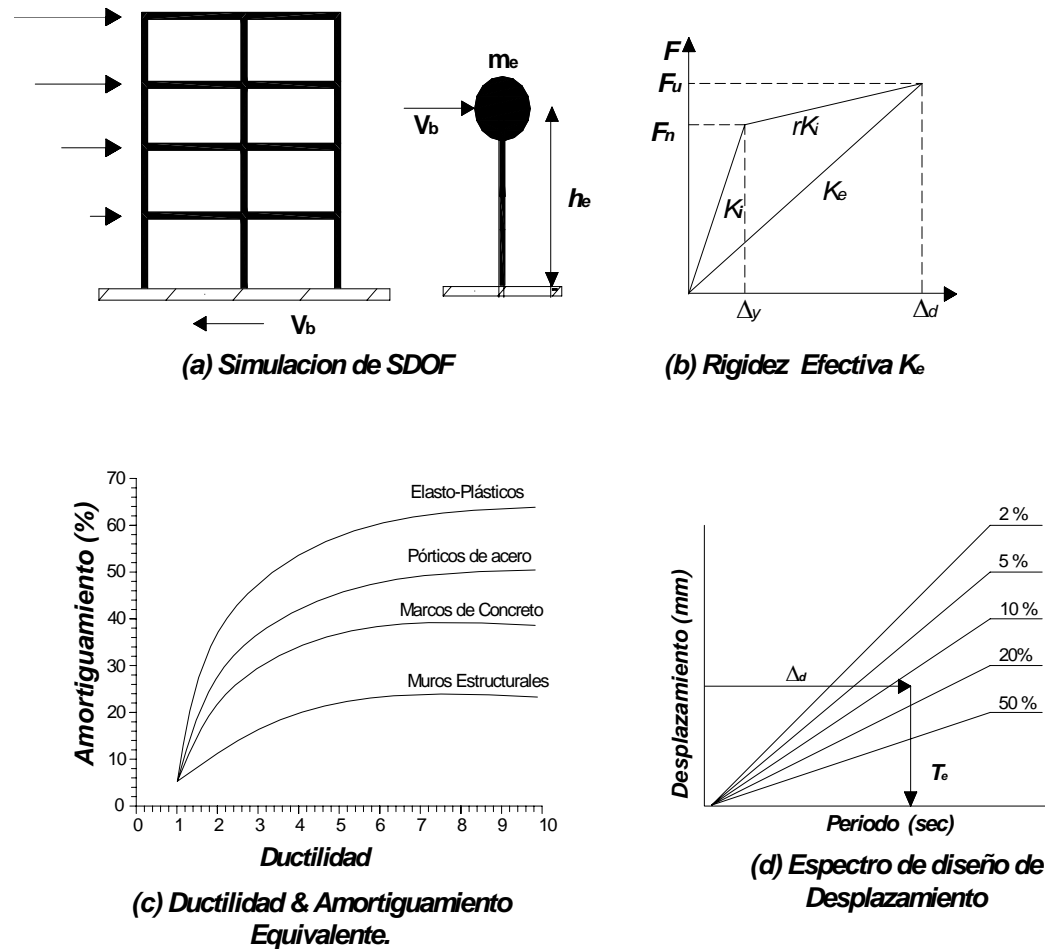 me
Vb
he
Vb
(a) Simulacion de SDOF
F
Fu
Fn
rKi
Ki
Ke
Δy
Δd
(b) Rigidez Efectiva Ke
Amortiguamiento (%)
70
60
50
40
30
20
10
0
Elasto-Plásticos
Pórticos de acero
Marcos de Concreto
Muros Estructurales
0 1 2 3 4 5 6 7 8 9 10
Ductilidad
(c) Ductilidad & Amortiguamiento
Equivalente.
Desplazamiento (mm)
2 %
5 %
10 %
20%
50 %
Δd
Te
Periodo (sec)
(d) Espectro de diseño de
Desplazamiento